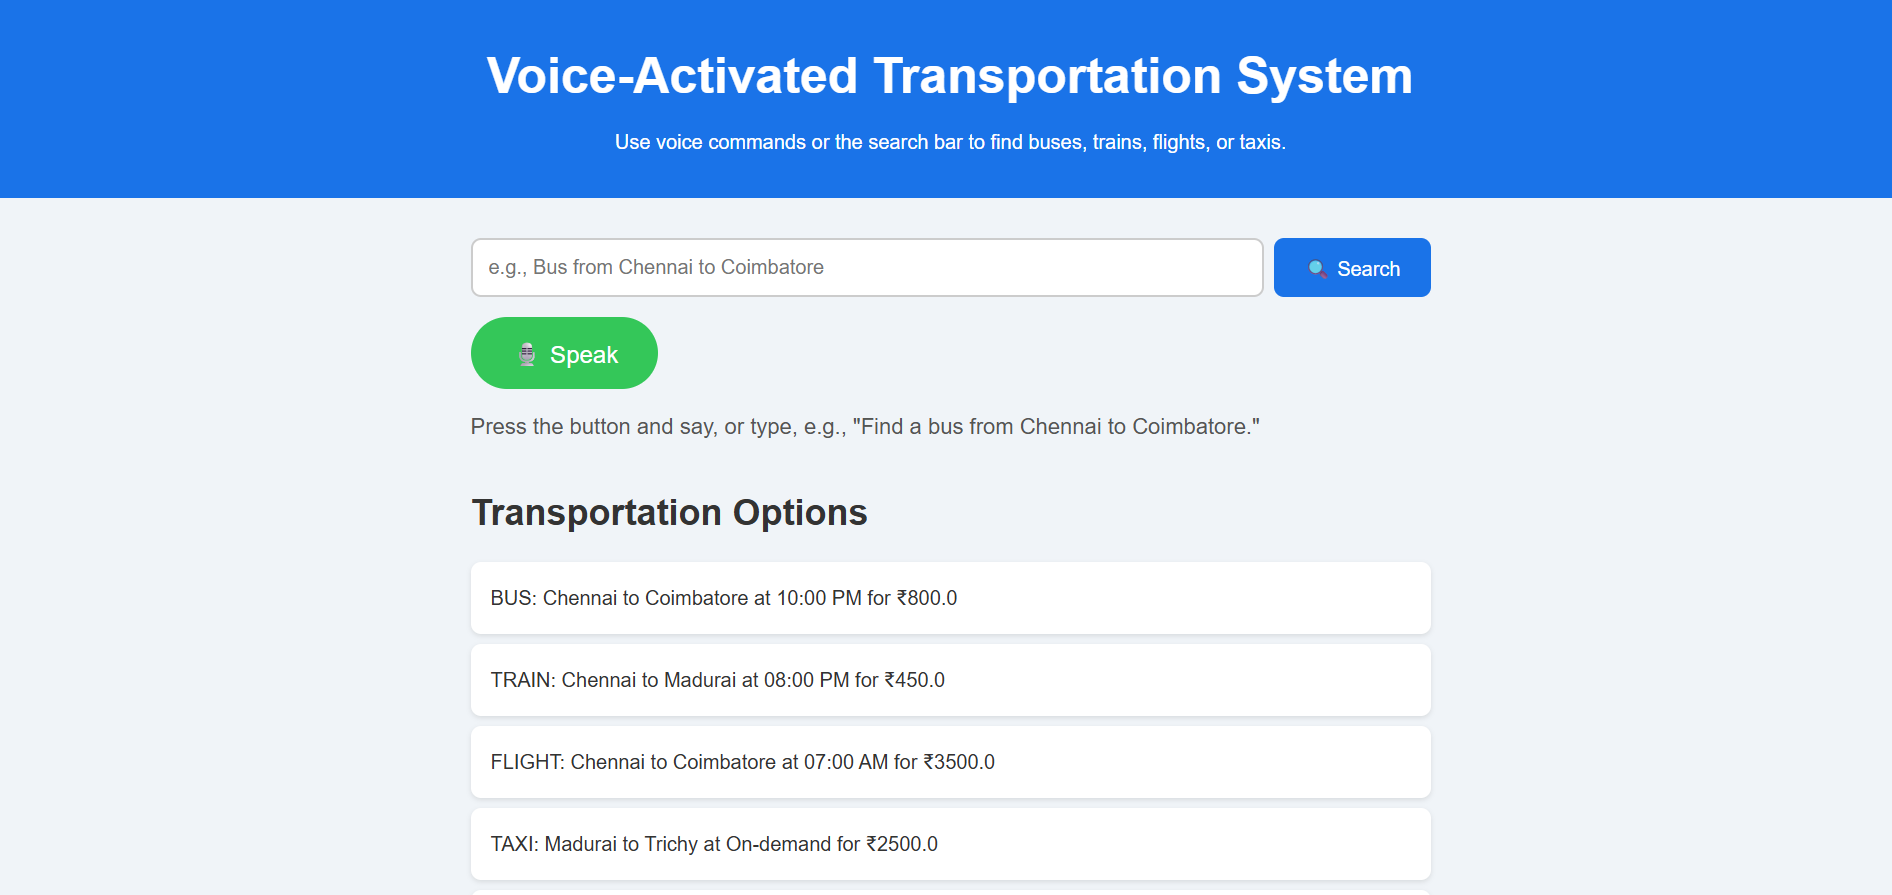 Voice-Activated Transportation System
Use voice commands or the search bar to find buses, trains, flights, or taxis.
e.g., Bus from Chennai to Coimbatore
Search
Speak
Press the button and say, or type, e.g., "Find a bus from Chennai to Coimbatore."
Transportation Options
BUS: Chennai to Coimbatore at 10:00 PM for ₹800.0
TRAIN: Chennai to Madurai at 08:00 PM for ₹450.0
FLIGHT: Chennai to Coimbatore at 07:00 AM for ₹3500.0
TAXI: Madurai to Trichy at On-demand for ₹2500.0